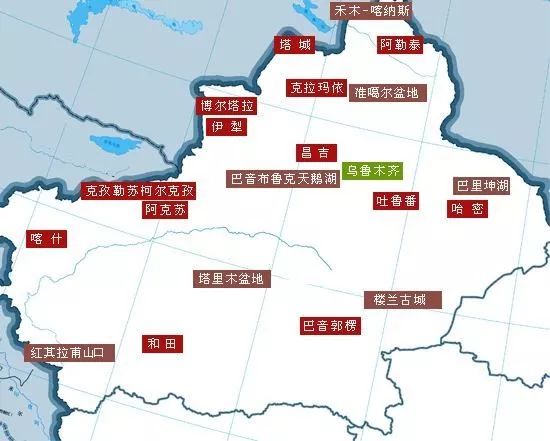 禾木-喀纳斯
塔城
阿勒泰
克拉玛依
准噶尔盆地
博尔塔拉
伊犁
昌吉
乌鲁木齐
巴音布鲁克天鹅湖
巴里坤湖
克孜勒苏柯尔克孜
阿克苏
吐鲁番
哈密
喀什
塔里木盆地
楼兰古城
巴音郭楞
和田
红其拉甫山口